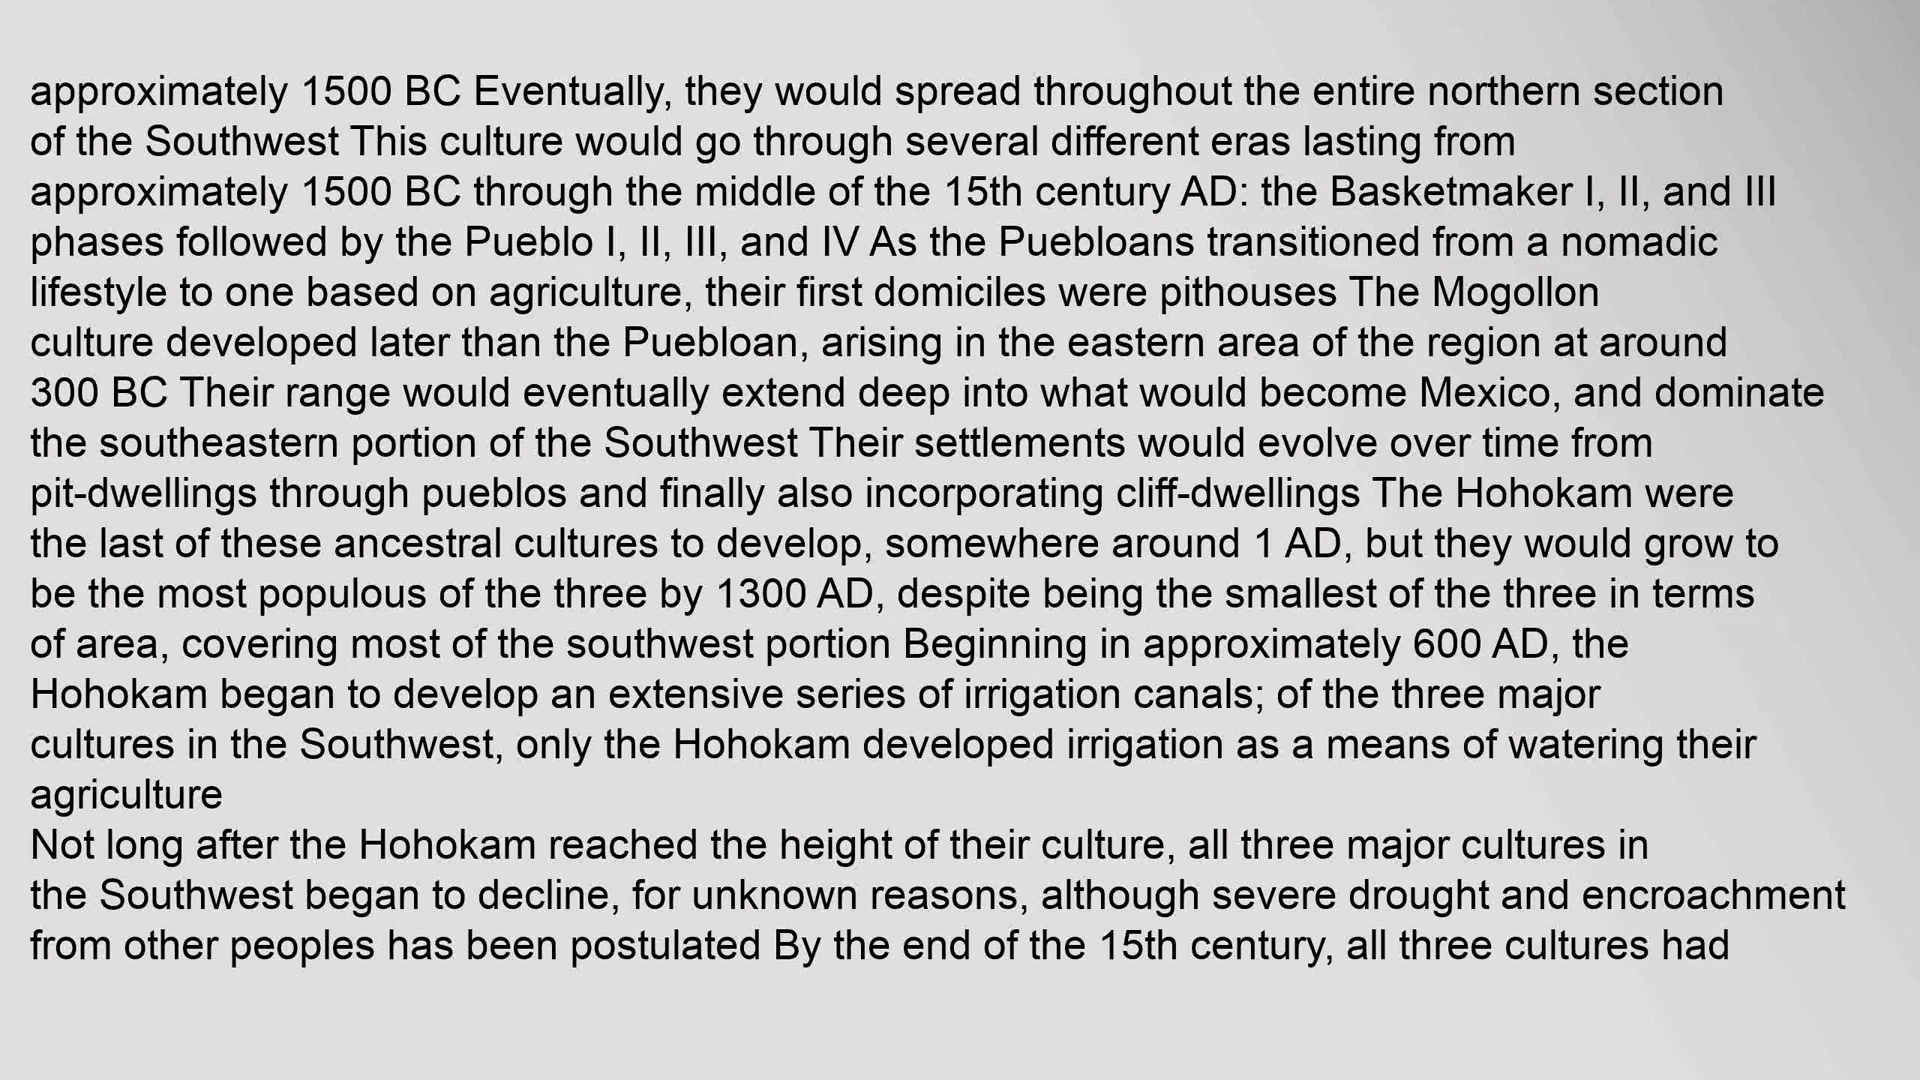 approximately 1500 BC Eventually, they would spread throughout the entire northern section
of the Southwest This culture would go through several different eras lasting from
approximately 1500 BC through the middle of the 15th century AD: the Basketmaker I, II, and III
phases followed by the Pueblo I, II, III, and IV As the Puebloans transitioned from a nomadic
lifestyle to one based on agriculture, their first domiciles were pithouses The Mogollon
culture developed later than the Puebloan, arising in the eastern area of the region at around
300 BC Their range would eventually extend deep into what would become Mexico, and dominate
the southeastern portion of the Southwest Their settlements would evolve over time from
pit-dwellings through pueblos and finally also incorporating cliff-dwellings The Hohokam were
the last of these ancestral cultures to develop, somewhere around 1 AD, but they would grow to
be the most populous of the three by 1300 AD, despite being the smallest of the three in terms
of area, covering most of the southwest portion Beginning in approximately 600 AD, the
Hohokam began to develop an extensive series of irrigation canals; of the three major
cultures in the Southwest, only the Hohokam developed irrigation as a means of watering their
agriculture
Not long after the Hohokam reached the height of their culture, all three major cultures in
the Southwest began to decline, for unknown reasons, although severe drought and encroachment
from other peoples has been postulated By the end of the 15th century, all three cultures had